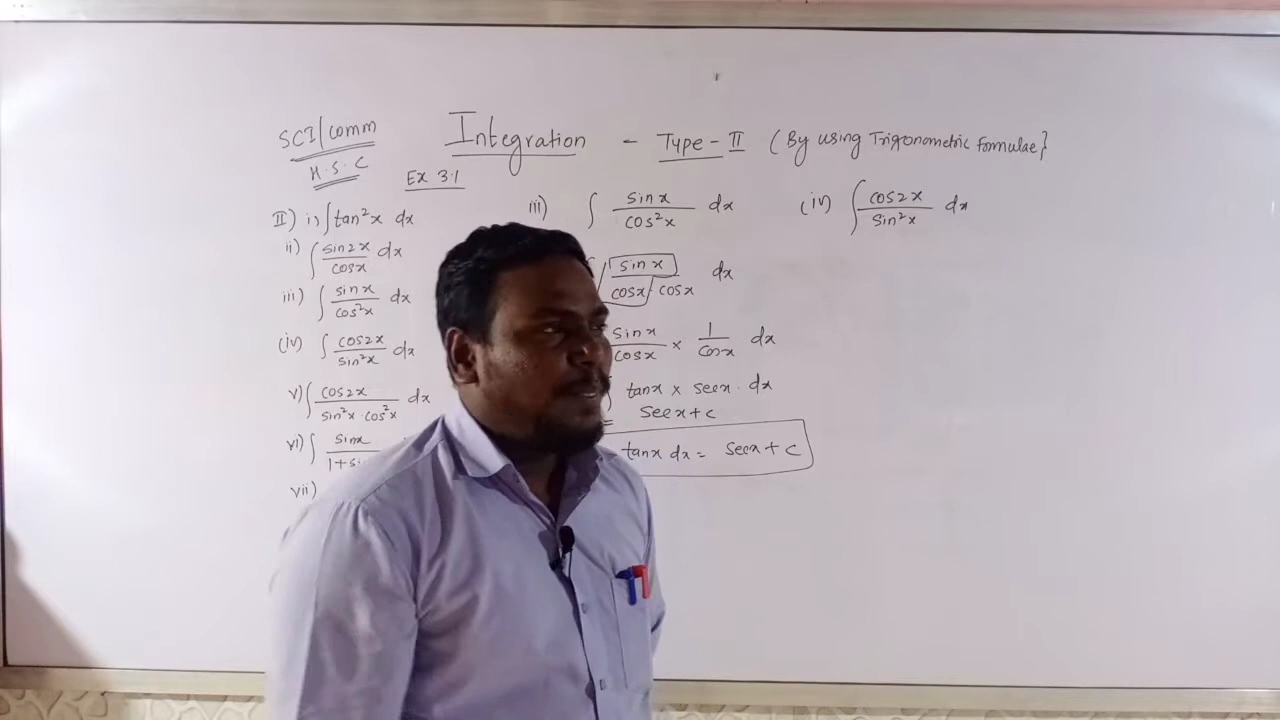 SCI/comm
H.S.C
Integration - Type-II (By using Trigonometric formulae}
Ex 3.1
II) i) ∫tan²x dx
ii) ∫ sin2x/cosx dx
iii) ∫ sinx/cos²x dx
(iv) ∫ cos2x/sin²x dx
v) ∫ cos2x/sin²x·cos²x dx
vi) ∫ sinx/1+si
vii)
iii) ∫ sinx/cos²x dx
sinx/cosx·cosx dx
sinx/cosx × 1/cosx dx
tanx × secx · dx
= secx+c
tanx dx = secx + c
(iv) ∫ cos2x/sin²x dx